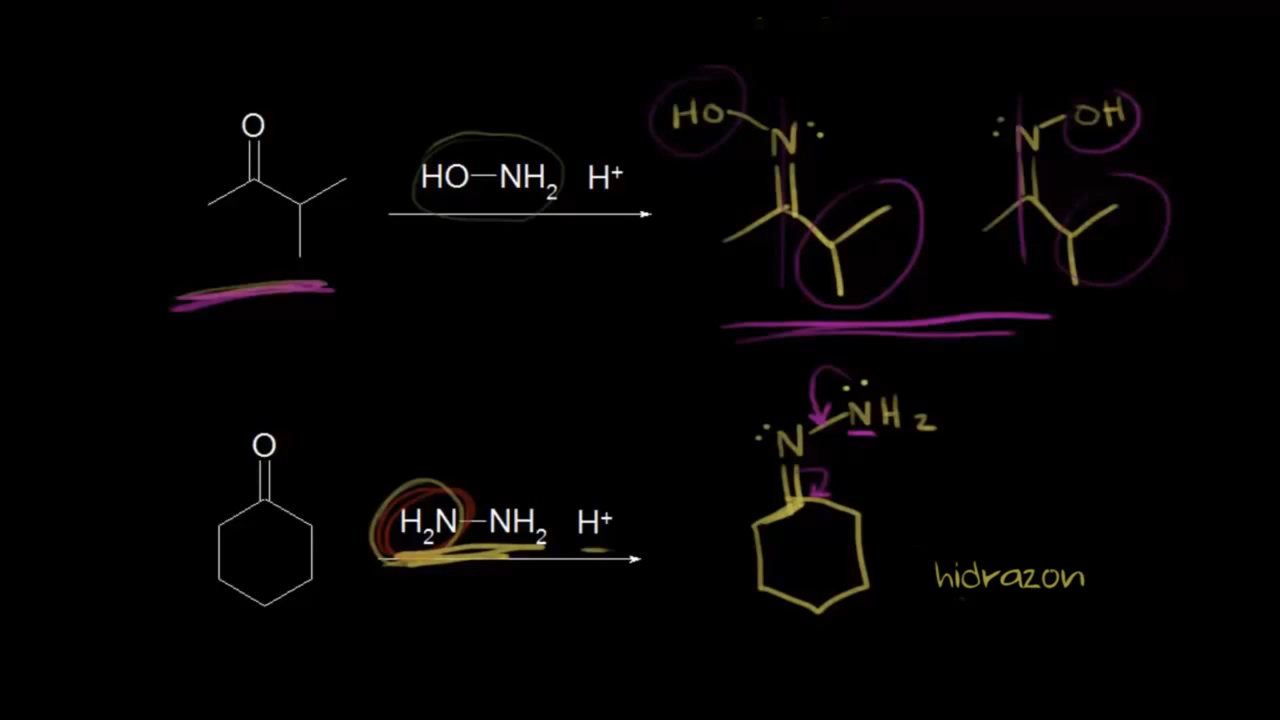 O
HO—NH₂ H⁺
HO N
N OH
O
H₂N—NH₂ H⁺
N NH₂
hidrazon